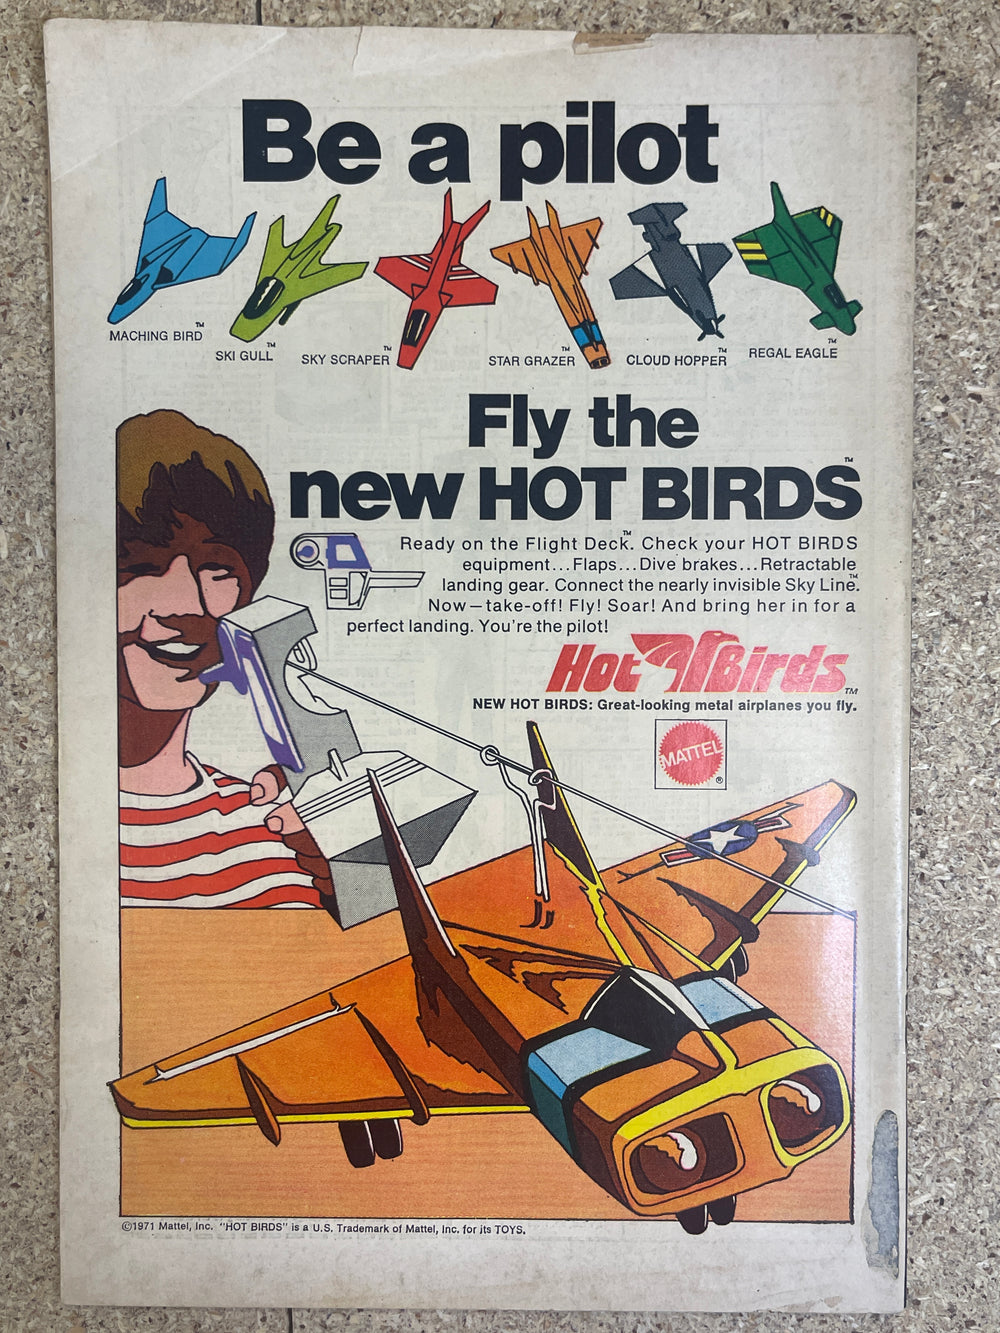 Be a pilot
MACHING BIRD™
SKI GULL™
SKY SCRAPER™
STAR GRAZER™
CLOUD HOPPER™
REGAL EAGLE™
Fly the
new HOT BIRDS™
Ready on the Flight Deck.™ Check your HOT BIRDS
equipment...Flaps...Dive brakes...Retractable
landing gear. Connect the nearly invisible Sky Line.™
Now—take-off! Fly! Soar! And bring her in for a
perfect landing. You're the pilot!
Hot Birds™
NEW HOT BIRDS: Great-looking metal airplanes you fly.
MATTEL®
©1971 Mattel, Inc. "HOT BIRDS" is a U.S. Trademark of Mattel, Inc. for its TOYS.